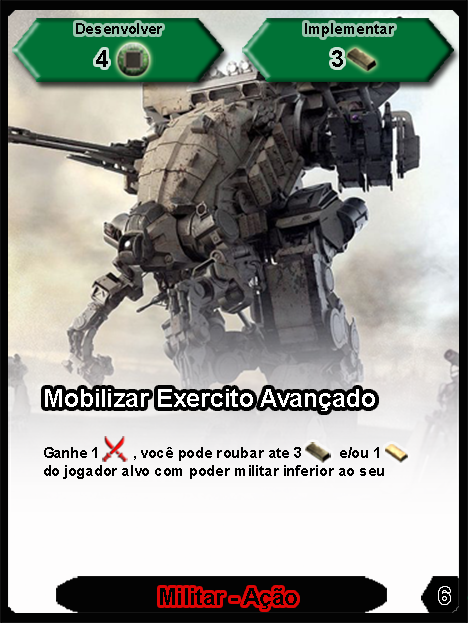 Desenvolver
4
Implementar
3
Mobilizar Exercito Avançado
Ganhe 1 , você pode roubar ate 3 e/ou 1
do jogador alvo com poder militar inferior ao seu
Militar - Ação
6